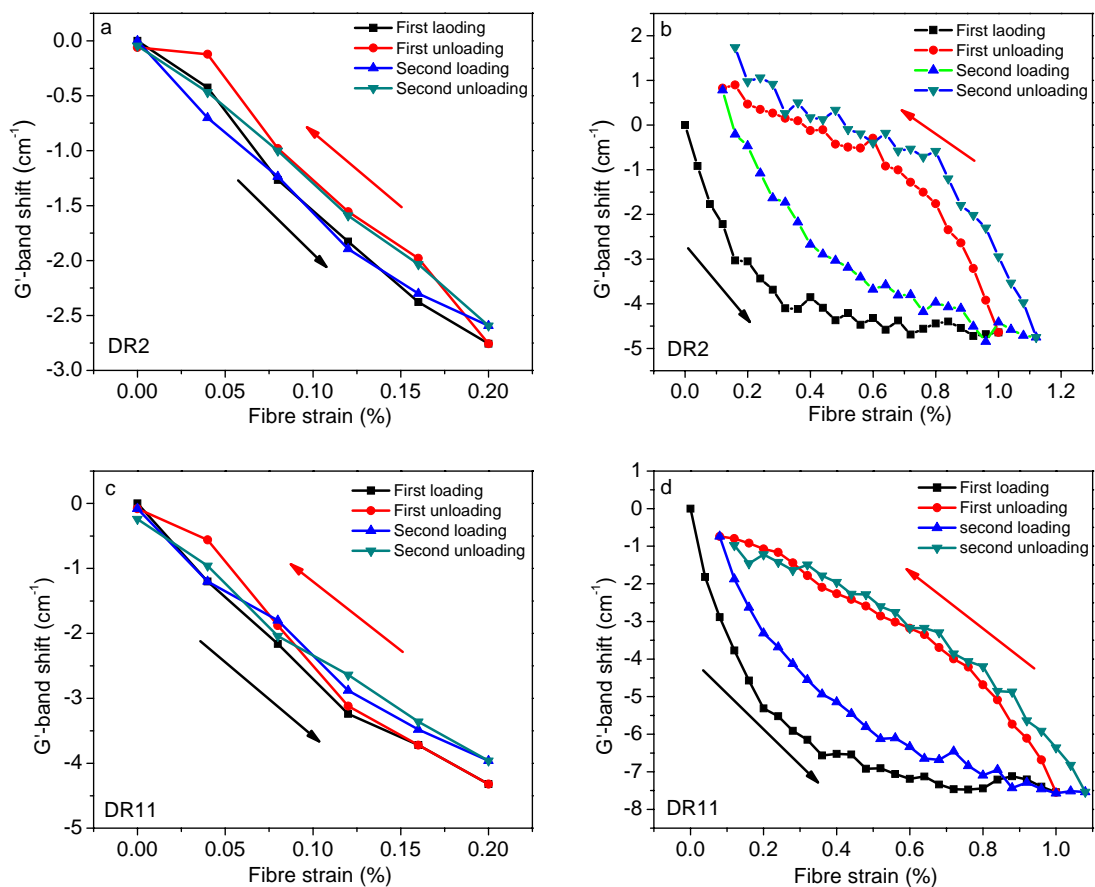 a
First laoding
First unloading
Second loading
Second unloading
0.0
-0.5
-1.0
-1.5
-2.0
-2.5
-3.0
G'-band shift (cm⁻¹)
DR2
0.00 0.05 0.10 0.15 0.20
Fibre strain (%)
b
First laoding
First unloading
Second loading
Second unloading
2
1
0
-1
-2
-3
-4
-5
G'-band shift (cm⁻¹)
DR2
0.0 0.2 0.4 0.6 0.8 1.0 1.2
Fibre strain (%)
c
First loading
First unloading
Second loading
Second unloading
0
-1
-2
-3
-4
-5
G'-band shift (cm⁻¹)
DR11
0.00 0.05 0.10 0.15 0.20
Fibre strain (%)
d
First loading
First unloading
second loading
second unloading
1
0
-1
-2
-3
-4
-5
-6
-7
-8
G'-band shift (cm⁻¹)
DR11
0.0 0.2 0.4 0.6 0.8 1.0
Fibre strain (%)